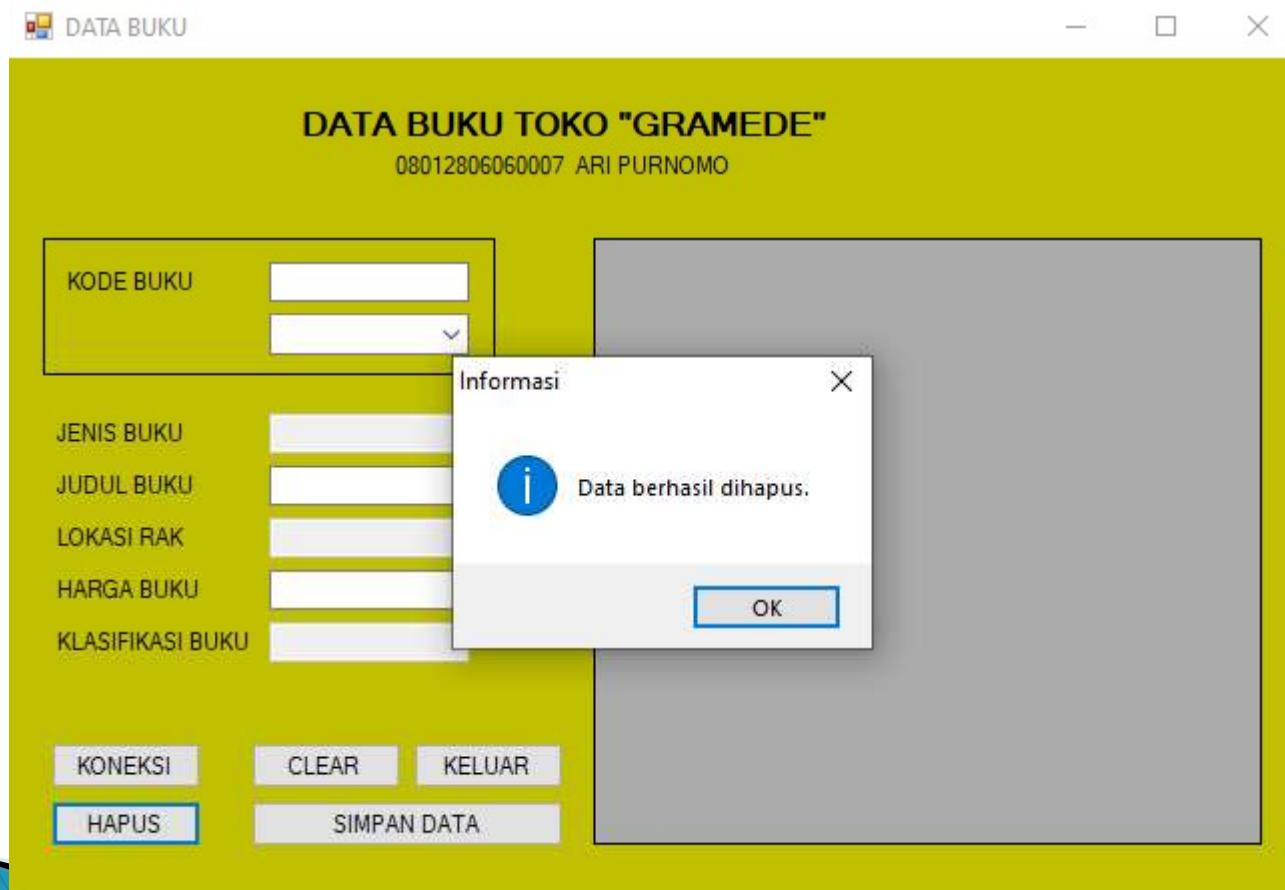 DATA BUKU
DATA BUKU TOKO "GRAMEDE"
08012806060007 ARI PURNOMO
KODE BUKU
Informasi
JENIS BUKU
JUDUL BUKU
Data berhasil dihapus.
LOKASI RAK
HARGA BUKU
OK
KLASIFIKASI BUKU
KONEKSI CLEAR KELUAR
HAPUS SIMPAN DATA